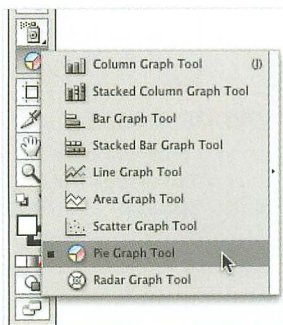 Column Graph Tool (J)
Stacked Column Graph Tool
Bar Graph Tool
Stacked Bar Graph Tool
Line Graph Tool
Area Graph Tool
Scatter Graph Tool
Pie Graph Tool
Radar Graph Tool